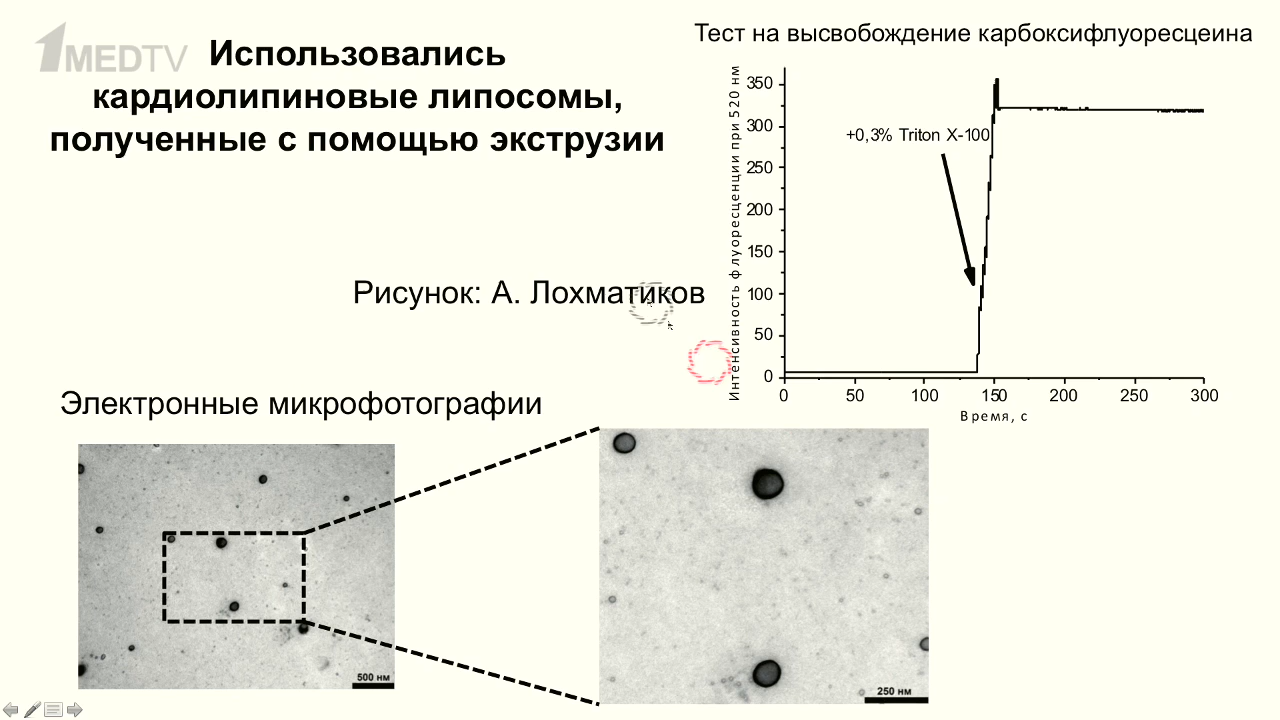 1MEDTV
Использовались
кардиолипиновые липосомы,
полученные с помощью экструзии
Тест на высвобождение карбоксифлуоресцеина
Интенсивность флуоресценции при 520 нм
350
300
250
200
150
100
50
0
+0,3% Triton X-100
0 50 100 150 200 250 300
Время, с
Рисунок: А. Лохматиков
Электронные микрофотографии
500 нм
250 нм